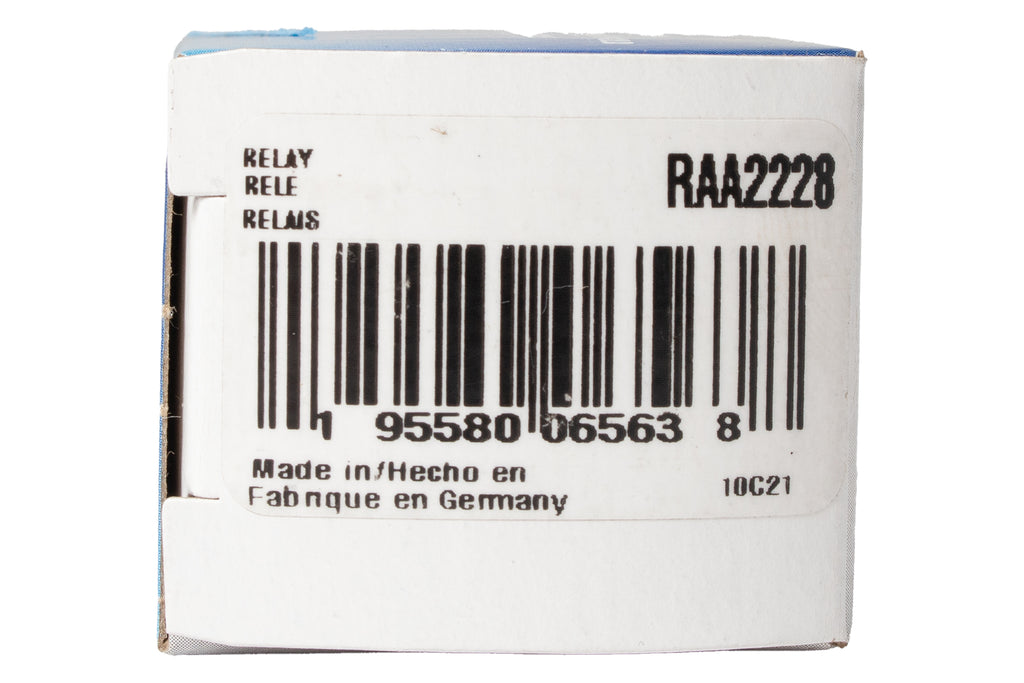 RELAY
RELE
RELAIS
RAA2228
1 95580 06563 8
Made in/Hecho en
Fabrique en Germany
10C21